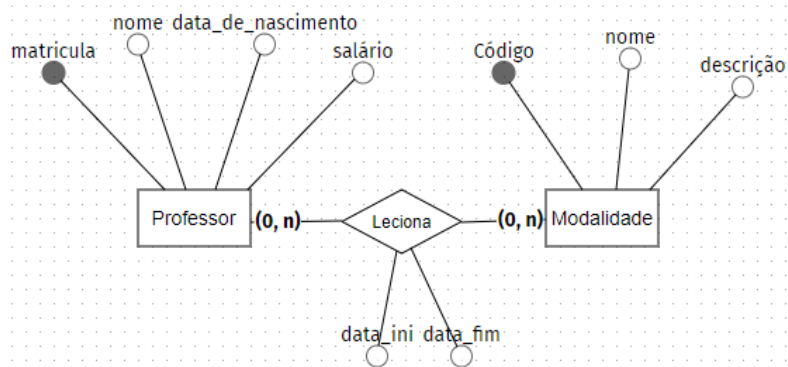 nome data_de_nascimento
matricula
salário
Código
nome
descrição
Professor
(0, n)
Leciona
(0, n)
Modalidade
data_ini
data_fim